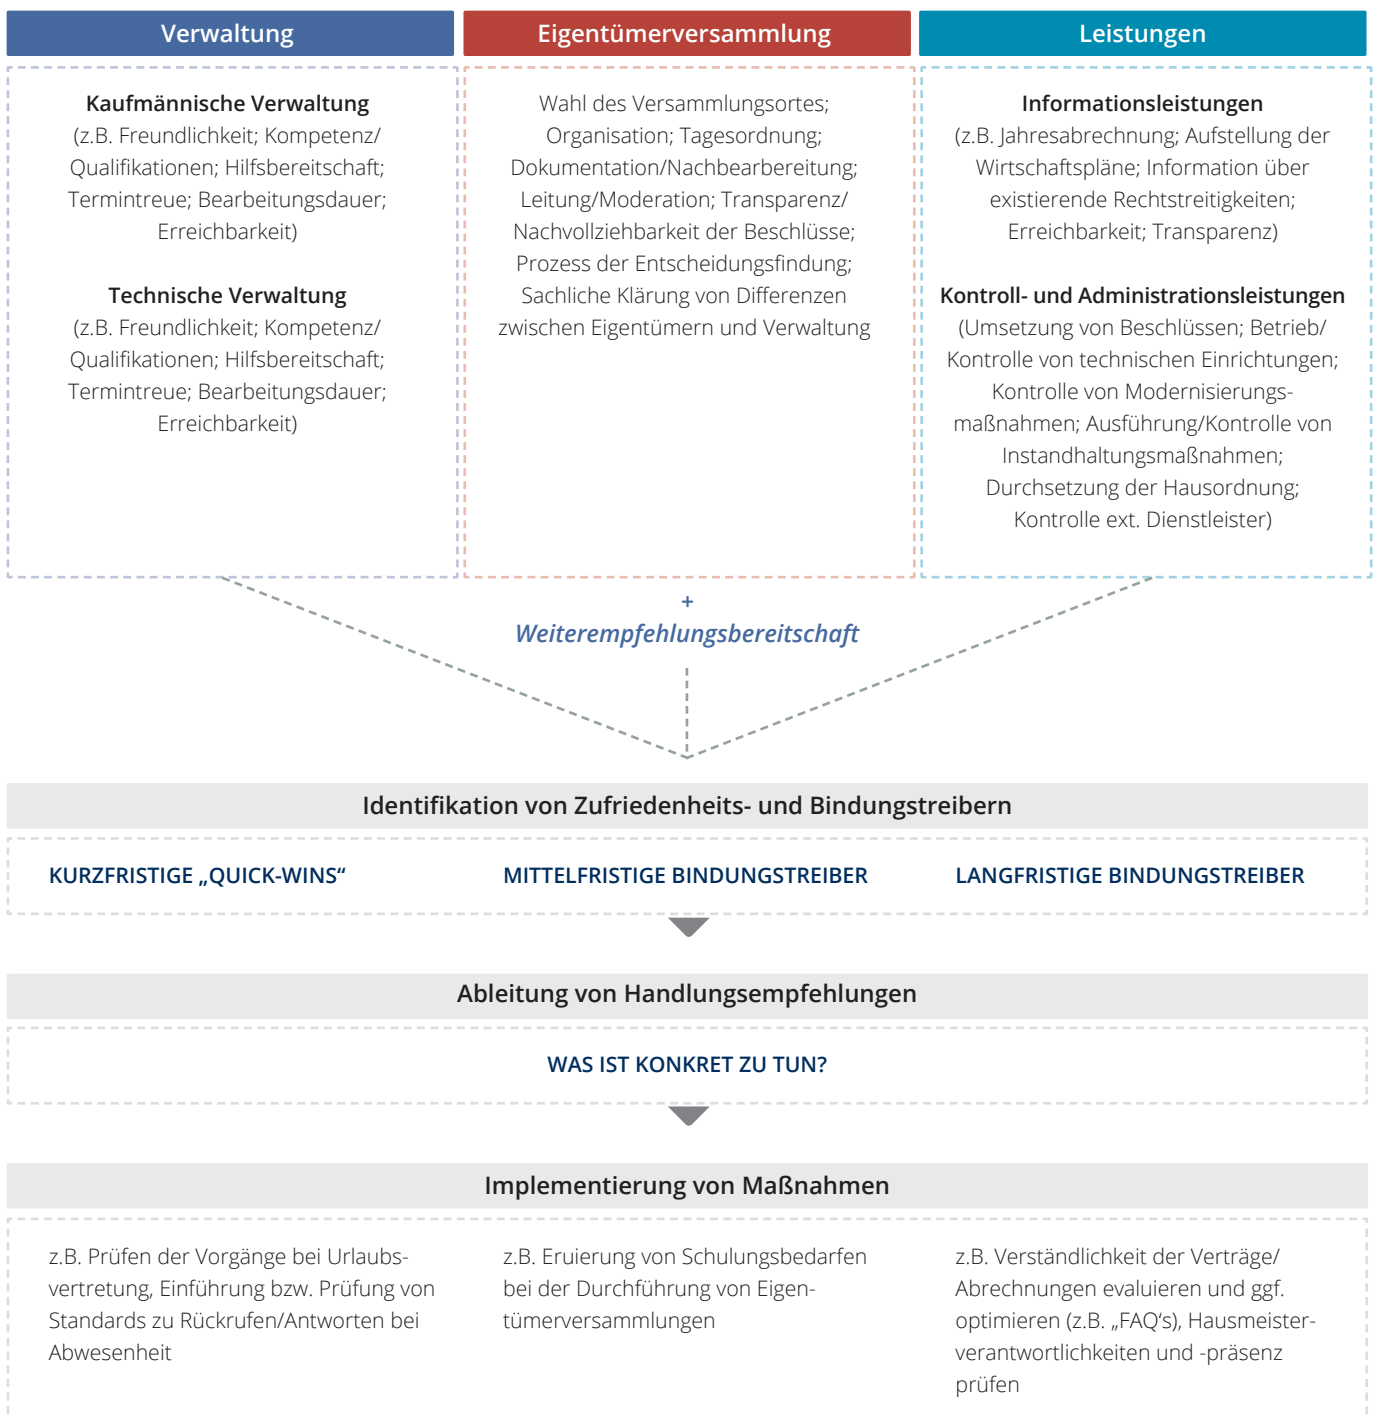 Verwaltung
Kaufmännische Verwaltung
(z.B. Freundlichkeit; Kompetenz/
Qualifikationen; Hilfsbereitschaft;
Termintreue; Bearbeitungsdauer;
Erreichbarkeit)
Technische Verwaltung
(z.B. Freundlichkeit; Kompetenz/
Qualifikationen; Hilfsbereitschaft;
Termintreue; Bearbeitungsdauer;
Erreichbarkeit)
Eigentümerversammlung
Wahl des Versammlungsortes;
Organisation; Tagesordnung;
Dokumentation/Nachbearbereitung;
Leitung/Moderation; Transparenz/
Nachvollziehbarkeit der Beschlüsse;
Prozess der Entscheidungsfindung;
Sachliche Klärung von Differenzen
zwischen Eigentümern und Verwaltung
Leistungen
Informationsleistungen
(z.B. Jahresabrechnung; Aufstellung der
Wirtschaftspläne; Information über
existierende Rechtstreitigkeiten;
Erreichbarkeit; Transparenz)
Kontroll- und Administrationsleistungen
(Umsetzung von Beschlüssen; Betrieb/
Kontrolle von technischen Einrichtungen;
Kontrolle von Modernisierungs-
maßnahmen; Ausführung/Kontrolle von
Instandhaltungsmaßnahmen;
Durchsetzung der Hausordnung;
Kontrolle ext. Dienstleister)
+
Weiterempfehlungsbereitschaft
Identifikation von Zufriedenheits- und Bindungstreibern
KURZFRISTIGE „QUICK-WINS“
MITTELFRISTIGE BINDUNGSTREIBER
LANGFRISTIGE BINDUNGSTREIBER
Ableitung von Handlungsempfehlungen
WAS IST KONKRET ZU TUN?
Implementierung von Maßnahmen
z.B. Prüfen der Vorgänge bei Urlaubs-
vertretung, Einführung bzw. Prüfung von
Standards zu Rückrufen/Antworten bei
Abwesenheit
z.B. Eruierung von Schulungsbedarfen
bei der Durchführung von Eigen-
tümerversammlungen
z.B. Verständlichkeit der Verträge/
Abrechnungen evaluieren und ggf.
optimieren (z.B. „FAQ‘s), Hausmeister-
verantwortlichkeiten und -präsenz
prüfen